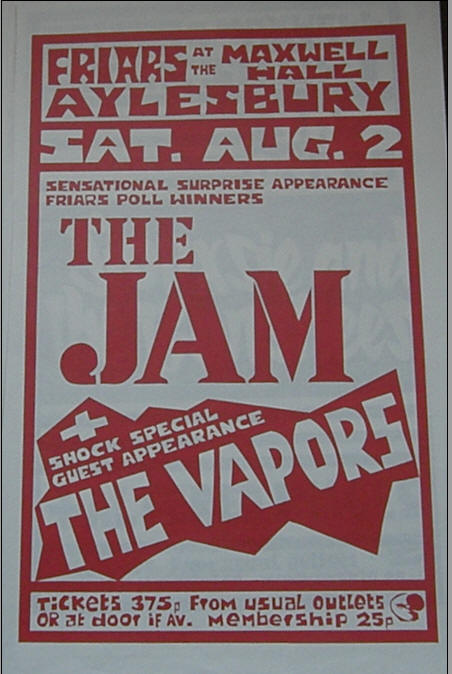 FRIARS AT THE MAXWELL HALL
AYLESBURY
SAT. AUG. 2
SENSATIONAL SURPRISE APPEARANCE
FRIARS POLL WINNERS
THE
JAM
+
SHOCK SPECIAL
GUEST APPEARANCE
THE VAPORS
TickETS 375p From usual outlets
OR at door if AV. Membership 25p